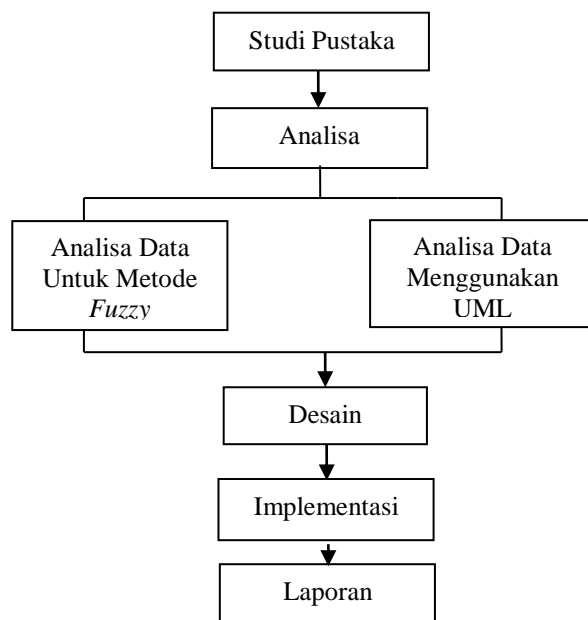 Studi Pustaka
Analisa
Analisa Data
Untuk Metode
Fuzzy
Analisa Data
Menggunakan
UML
Desain
Implementasi
Laporan